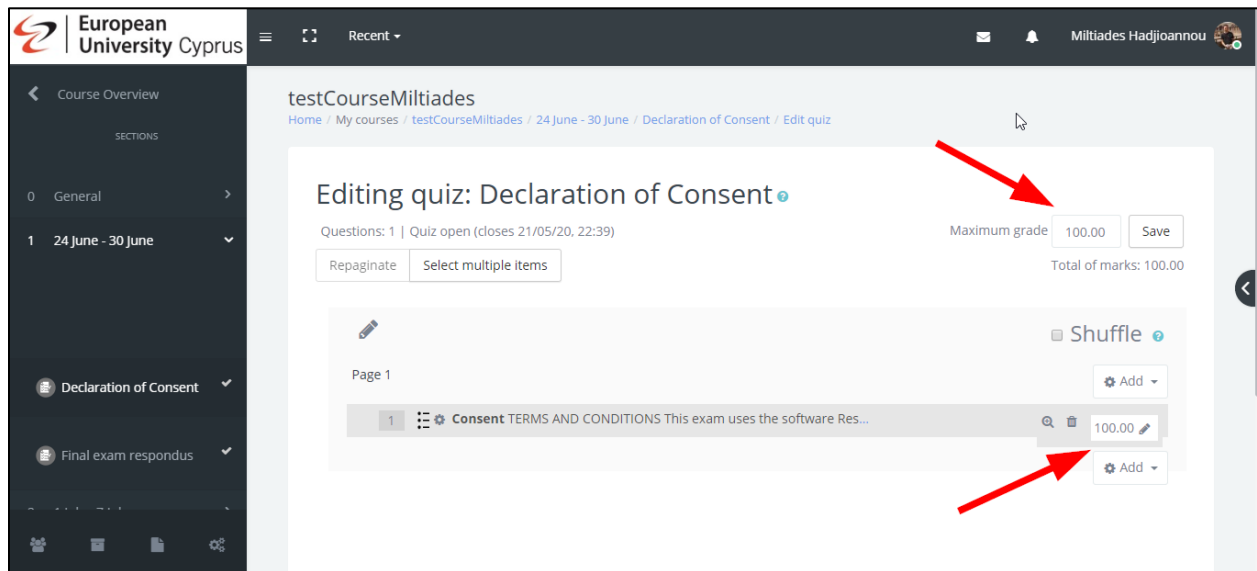 European
University Cyprus
Recent
Miltiades Hadjioannou
Course Overview
SECTIONS
0 General
1 24 June - 30 June
Declaration of Consent
Final exam respondus
testCourseMiltiades
Home / My courses / testCourseMiltiades / 24 June - 30 June / Declaration of Consent / Edit quiz
Editing quiz: Declaration of Consent
Questions: 1 | Quiz open (closes 21/05/20, 22:39)
Maximum grade 100.00 Save
Repaginate Select multiple items
Total of marks: 100.00
Shuffle
Page 1
Add
1 Consent TERMS AND CONDITIONS This exam uses the software Res...
100.00
Add